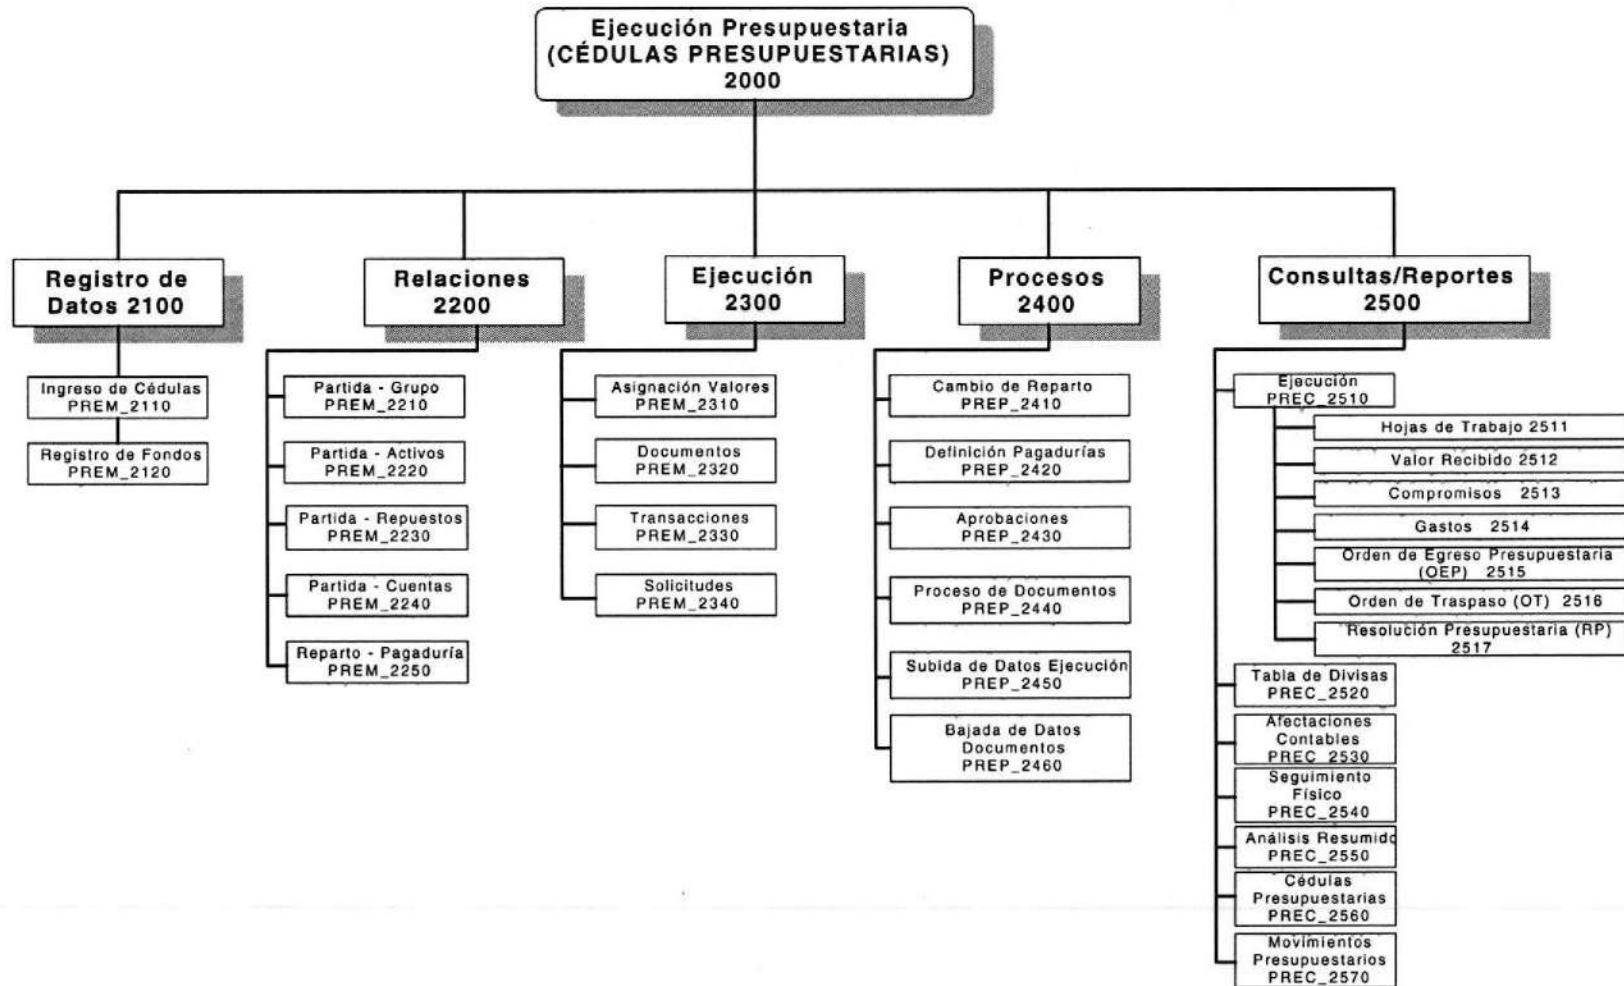 Ejecución Presupuestaria
(CÉDULAS PRESUPUESTARIAS)
2000
Registro de
Datos 2100
Ingreso de Cédulas
PREM_2110
Registro de Fondos
PREM_2120
Relaciones
2200
Partida - Grupo
PREM_2210
Partida - Activos
PREM_2220
Partida - Repuestos
PREM_2230
Partida - Cuentas
PREM_2240
Reparto - Pagaduría
PREM_2250
Ejecución
2300
Asignación Valores
PREM_2310
Documentos
PREM_2320
Transacciones
PREM_2330
Solicitudes
PREM_2340
Procesos
2400
Cambio de Reparto
PREP_2410
Definición Pagadurías
PREP_2420
Aprobaciones
PREP_2430
Proceso de Documentos
PREP_2440
Subida de Datos Ejecución
PREP_2450
Bajada de Datos
Documentos
PREP_2460
Consultas/Reportes
2500
Ejecución
PREC_2510
Hojas de Trabajo 2511
Valor Recibido 2512
Compromisos 2513
Gastos 2514
Orden de Egreso Presupuestaria
(OEP) 2515
Orden de Traspaso (OT) 2516
Resolución Presupuestaria (RP)
2517
Tabla de Divisas
PREC_2520
Afectaciones
Contables
PREC_2530
Seguimiento
Físico
PREC_2540
Análisis Resumido
PREC_2550
Cédulas
Presupuestarias
PREC_2560
Movimientos
Presupuestarios
PREC_2570